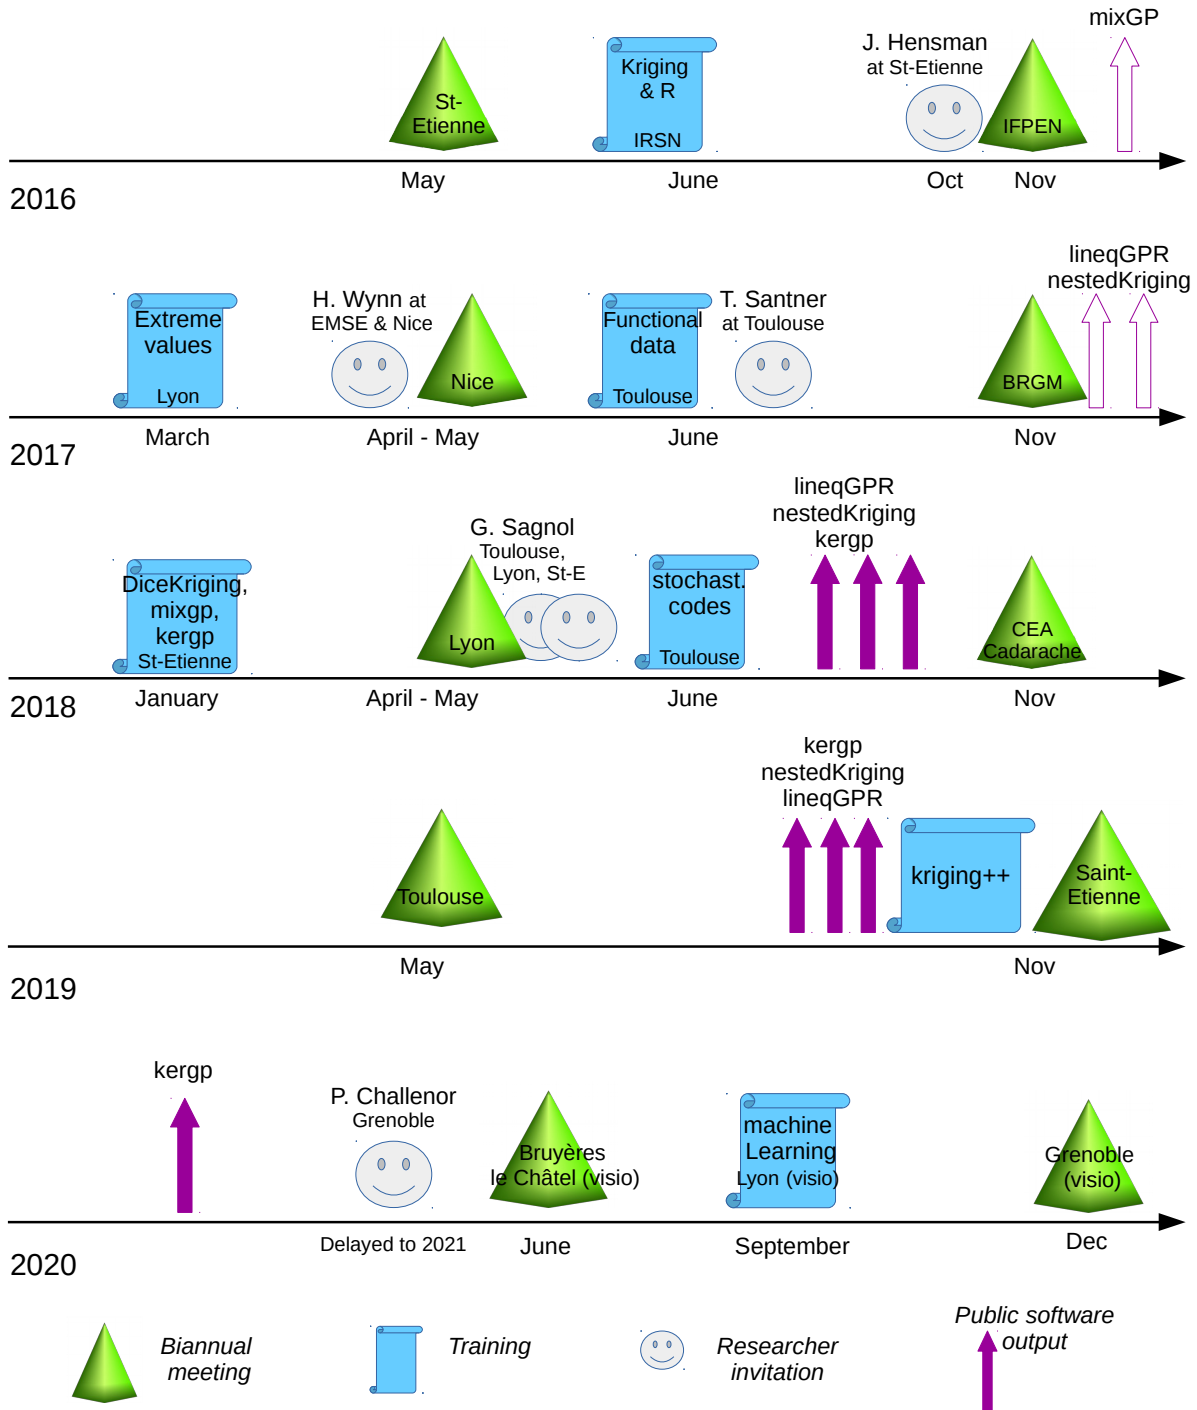 mixGP
J. Hensman
at St-Etienne
St-
Etienne
Kriging
& R
IRSN
IFPEN
May
June
Oct
Nov
2016
lineqGPR
nestedKriging
H. Wynn at
EMSE & Nice
T. Santner
at Toulouse
Extreme
values
Lyon
Nice
Functional
data
Toulouse
BRGM
March
April - May
June
Nov
2017
lineqGPR
nestedKriging
kergp
G. Sagnol
Toulouse,
Lyon, St-E
DiceKriging,
mixgp,
kergp
St-Etienne
Lyon
stochast.
codes
Toulouse
CEA
Cadarache
January
April - May
June
Nov
2018
kergp
nestedKriging
lineqGPR
Toulouse
kriging++
Saint-
Etienne
May
Nov
2019
kergp
P. Challenor
Grenoble
Bruyères
le Châtel (visio)
machine
Learning
Lyon (visio)
Grenoble
(visio)
Delayed to 2021
June
September
Dec
2020
Biannual
meeting
Training
Researcher
invitation
Public software
output